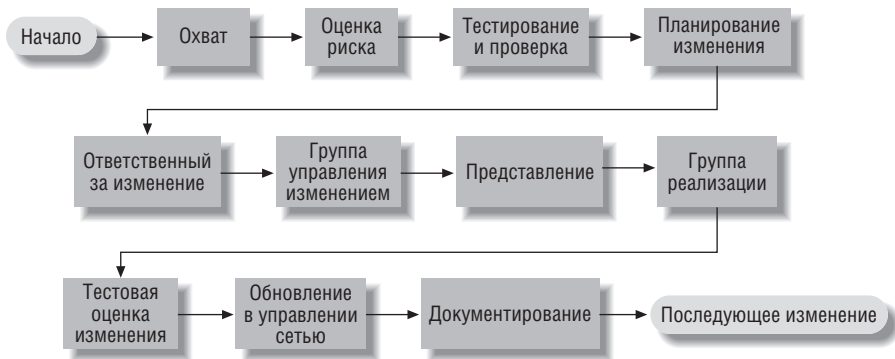 Начало
Охват
Оценка
риска
Тестирование
и проверка
Планирование
изменения
Ответственный
за изменение
Группа
управления
изменением
Представление
Группа
реализации
Тестовая
оценка
изменения
Обновление
в управлении
сетью
Документирование
Последующее изменение